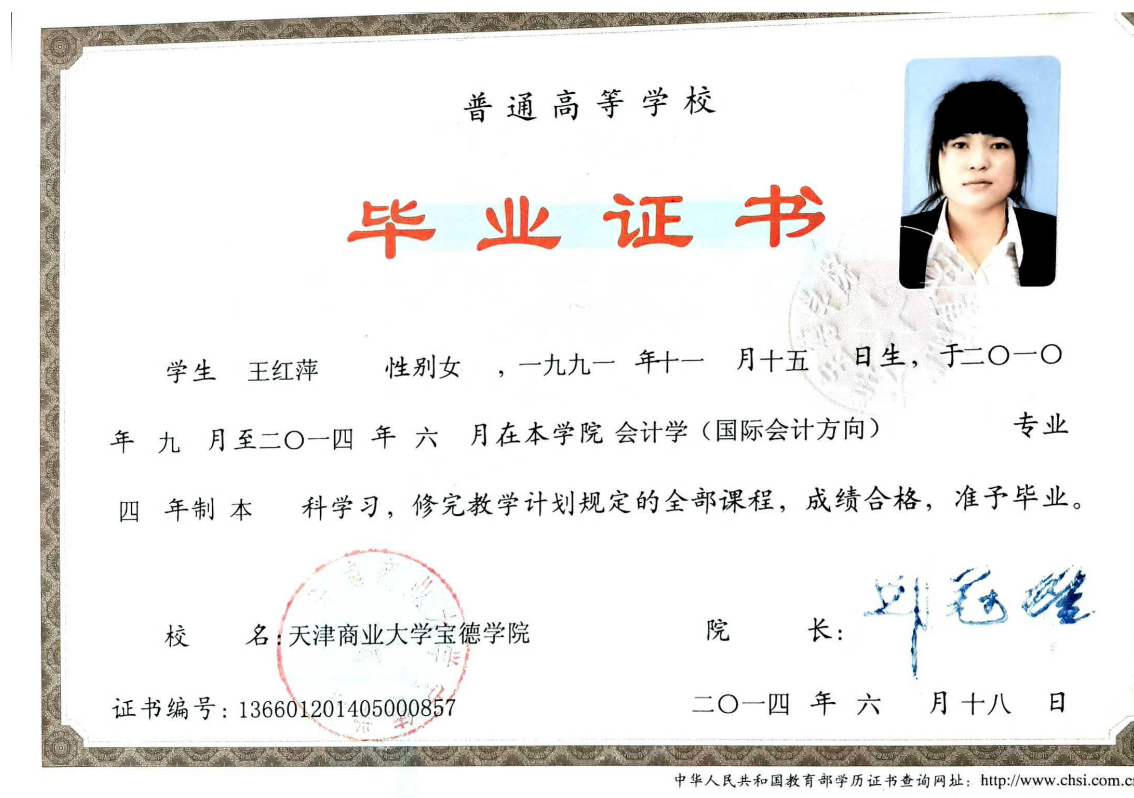 普通高等学校
毕业证书
学生 王红萍 性别女 ，一九九一 年十一 月十五 日生，于二〇一〇
年 九 月至二〇一四 年 六 月在本学院 会计学（国际会计方向） 专业
四 年制 本 科学习，修完教学计划规定的全部课程，成绩合格，准予毕业。
校 名：天津商业大学宝德学院 院 长：
证书编号：136601201405000857 二〇一四 年 六 月十八 日
中华人民共和国教育部学历证书查询网址：http://www.chsi.com.cn